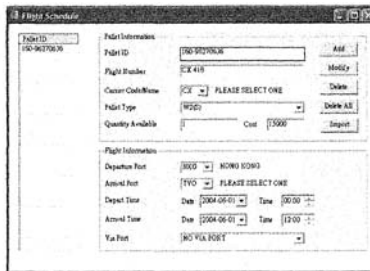 Flight Schedule
Pallet ID
160-96270636
Pallet Information
Pallet ID 160-96270636 Add
Flight Number CX 416 Modify
Carrier Code/Name CX PLEASE SELECT ONE Delete
Pallet Type Delete All
Quantity Available 1 Cost 15000 Import
Flight Information
Departure Port HKG HONG KONG
Arrival Port TYO PLEASE SELECT ONE
Depart Time Date 2004-06-01 Time 00:00
Arrival Time Date 2004-06-01 Time 12:00
Via Port NO VIA PORT